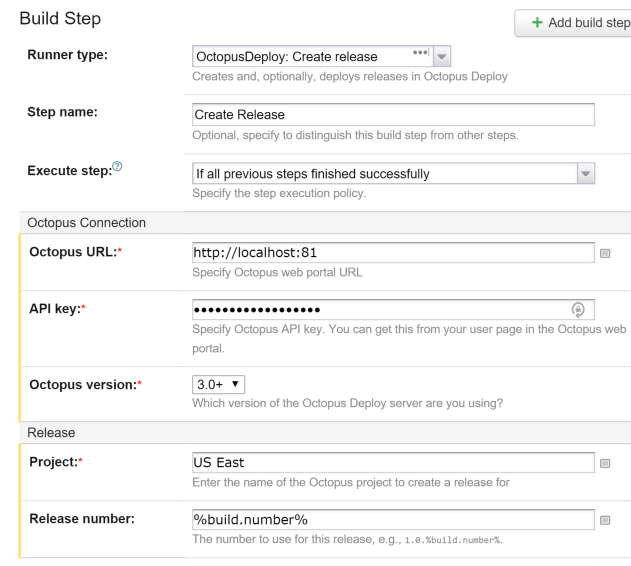 Build Step
+ Add build step
Runner type:
OctopusDeploy: Create release
Creates and, optionally, deploys releases in Octopus Deploy
Step name:
Create Release
Optional, specify to distinguish this build step from other steps.
Execute step:
If all previous steps finished successfully
Specify the step execution policy.
Octopus Connection
Octopus URL:*
http://localhost:81
Specify Octopus web portal URL
API key:*
••••••••••••••••••
Specify Octopus API key. You can get this from your user page in the Octopus web
portal.
Octopus version:*
3.0+
Which version of the Octopus Deploy server are you using?
Release
Project:*
US East
Enter the name of the Octopus project to create a release for
Release number:
%build.number%
The number to use for this release, e.g., 1.0.%build.number%.